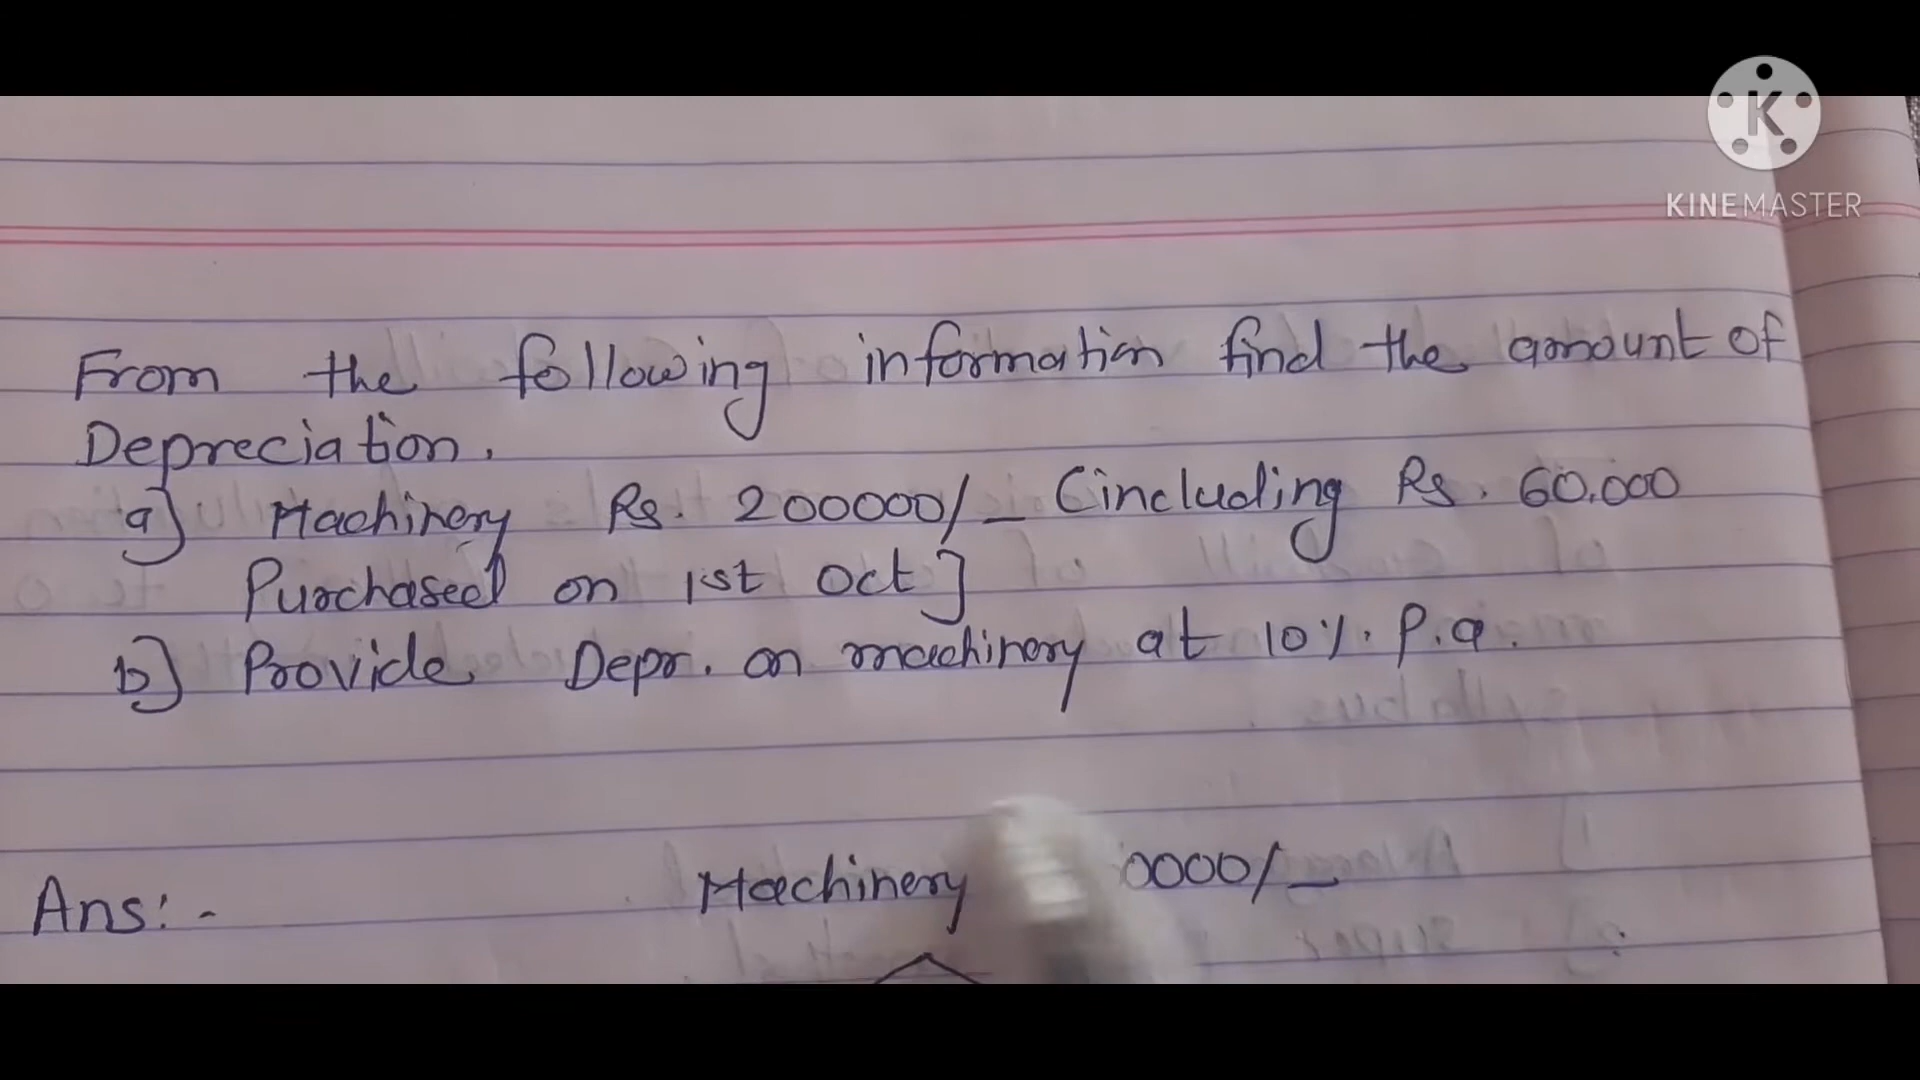 K
KINEMASTER
From the following information find the amount of
Depreciation.
a] Machinery Rs. 200000/- (including Rs. 60,000
Purchased on 1st Oct]
b] Provide Depr. on machinery at 10%. P.a.
Ans:- Machinery 0000/-